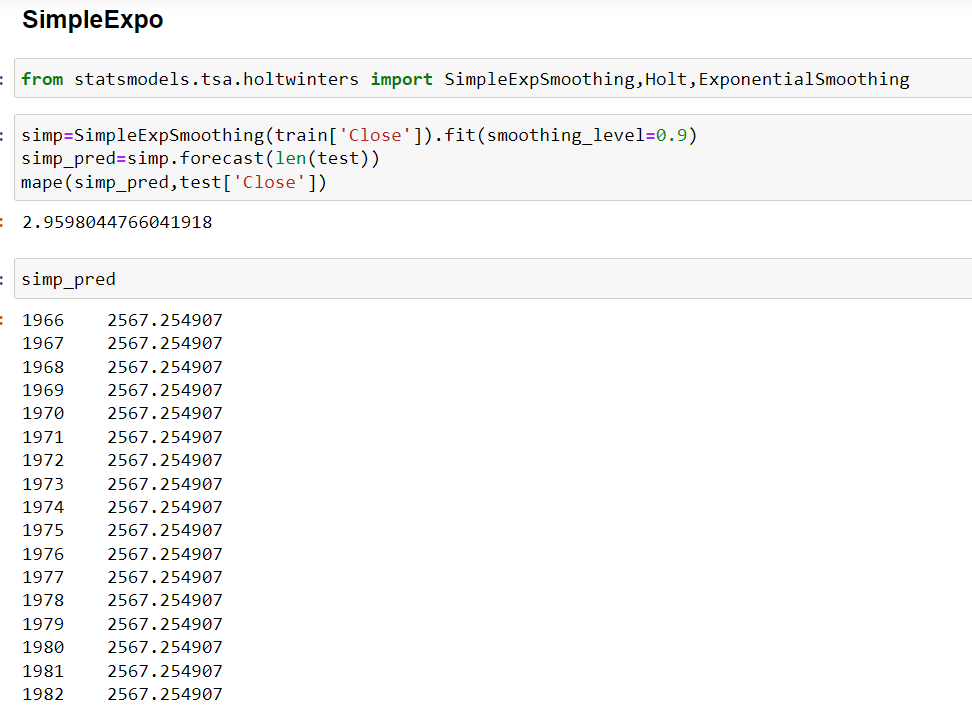 SimpleExpo
: from statsmodels.tsa.holtwinters import SimpleExpSmoothing,Holt,ExponentialSmoothing
: simp=SimpleExpSmoothing(train['Close']).fit(smoothing_level=0.9)
simp_pred=simp.forecast(len(test))
mape(simp_pred,test['Close'])
: 2.9598044766041918
: simp_pred
: 1966 2567.254907
1967 2567.254907
1968 2567.254907
1969 2567.254907
1970 2567.254907
1971 2567.254907
1972 2567.254907
1973 2567.254907
1974 2567.254907
1975 2567.254907
1976 2567.254907
1977 2567.254907
1978 2567.254907
1979 2567.254907
1980 2567.254907
1981 2567.254907
1982 2567.254907